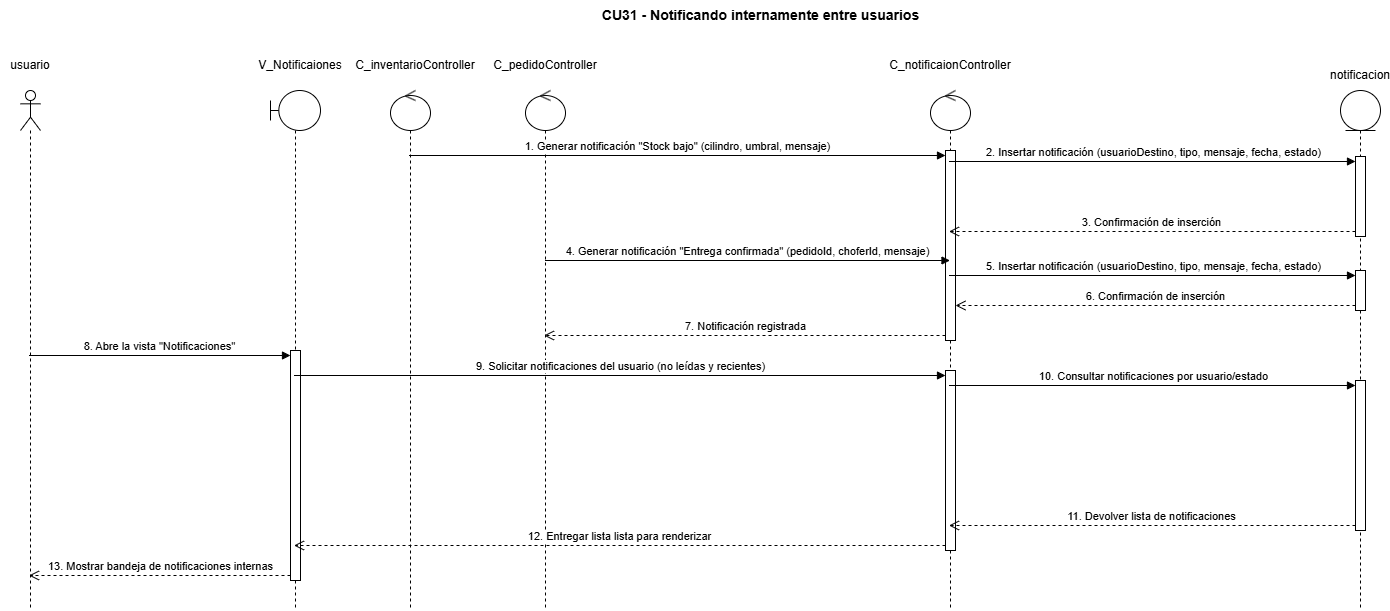 CU31 - Notificando internamente entre usuarios
usuario
V_Notificaiones
C_inventarioController
C_pedidoController
C_notificaionController
notificacion
1. Generar notificación "Stock bajo" (cilindro, umbral, mensaje)
2. Insertar notificación (usuarioDestino, tipo, mensaje, fecha, estado)
3. Confirmación de inserción
4. Generar notificación "Entrega confirmada" (pedidoId, choferId, mensaje)
5. Insertar notificación (usuarioDestino, tipo, mensaje, fecha, estado)
6. Confirmación de inserción
7. Notificación registrada
8. Abre la vista "Notificaciones"
9. Solicitar notificaciones del usuario (no leídas y recientes)
10. Consultar notificaciones por usuario/estado
11. Devolver lista de notificaciones
12. Entregar lista lista para renderizar
13. Mostrar bandeja de notificaciones internas